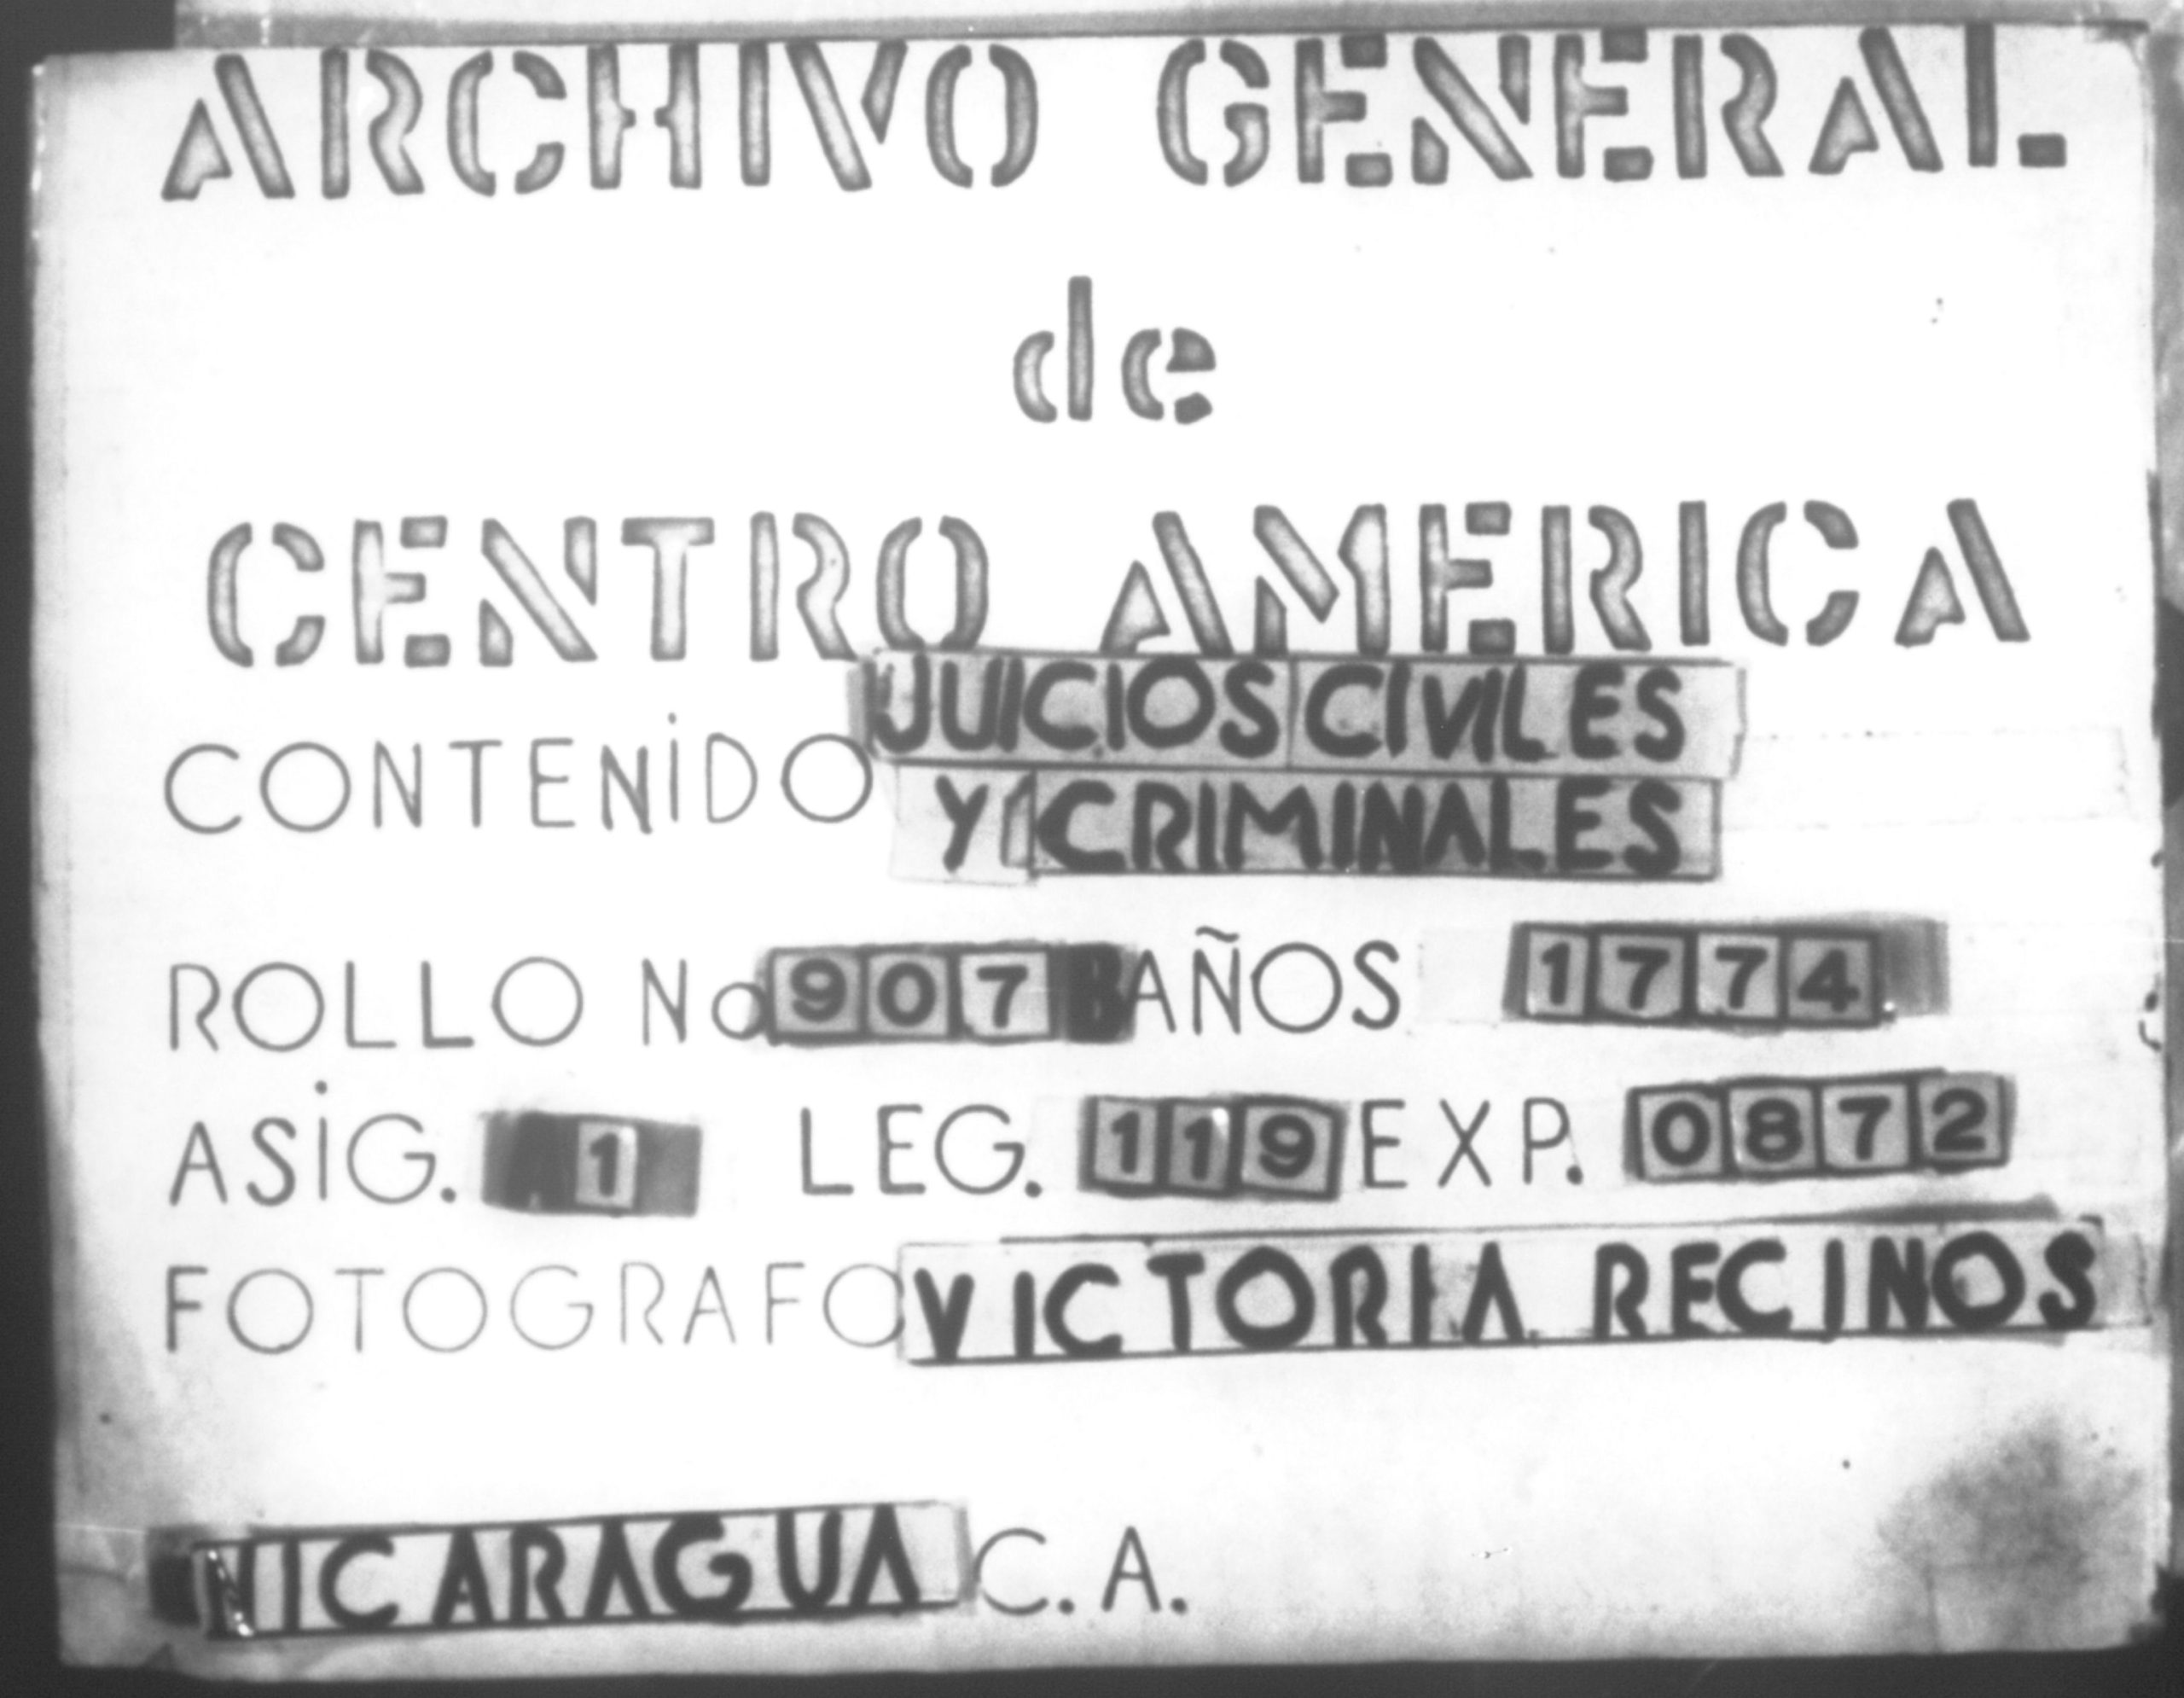 ARCHIVO GENERAL
de
CENTRO AMERICA
CONTENIDO JUICIOS CIVILES
Y CRIMINALES
ROLLO No 907 B AÑOS 1774
ASIG. 1 LEG. 119 EXP. 0872
FOTOGRAFO VICTORIA RECINOS
NICARAGUA C. A.